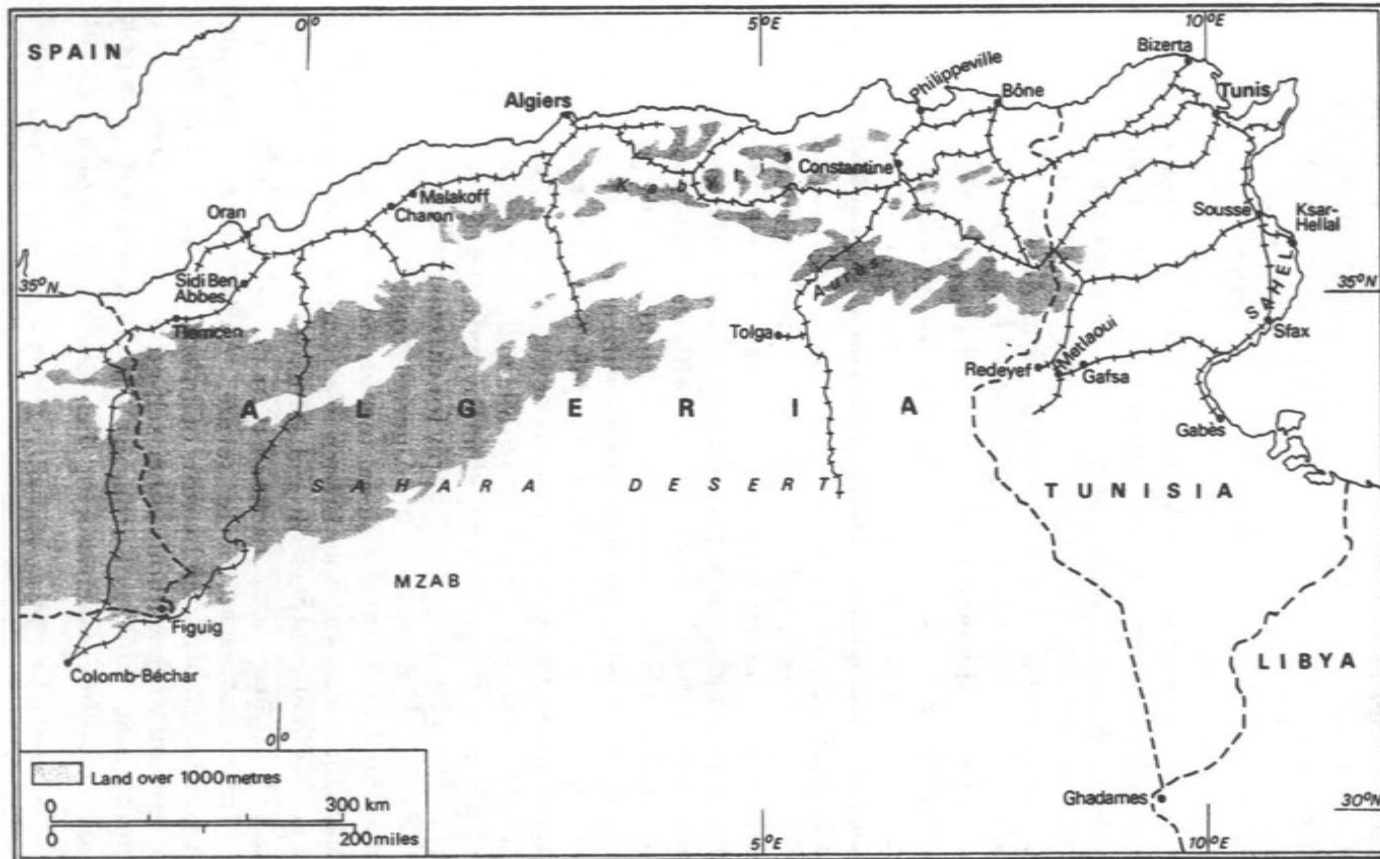 0°
5°E
10°E
SPAIN
Bizerta
Philippeville
Bône
Tunis
Algiers
Constantine
Kabylia
Malakoff
Charon
Oran
Sousse
Ksar-Hellal
35°N
Sidi Ben Abbes
Aurès
SAHEL
35°N
Tlemcen
Tolga
Sfax
Redeyef
Metlaoui
Gafsa
ALGERIA
Gabès
SAHARA DESERT
TUNISIA
MZAB
Figuig
LIBYA
Colomb-Béchar
0°
Land over 1000 metres
0 300 km
0 200 miles
Ghadames
30°N
5°E
10°E